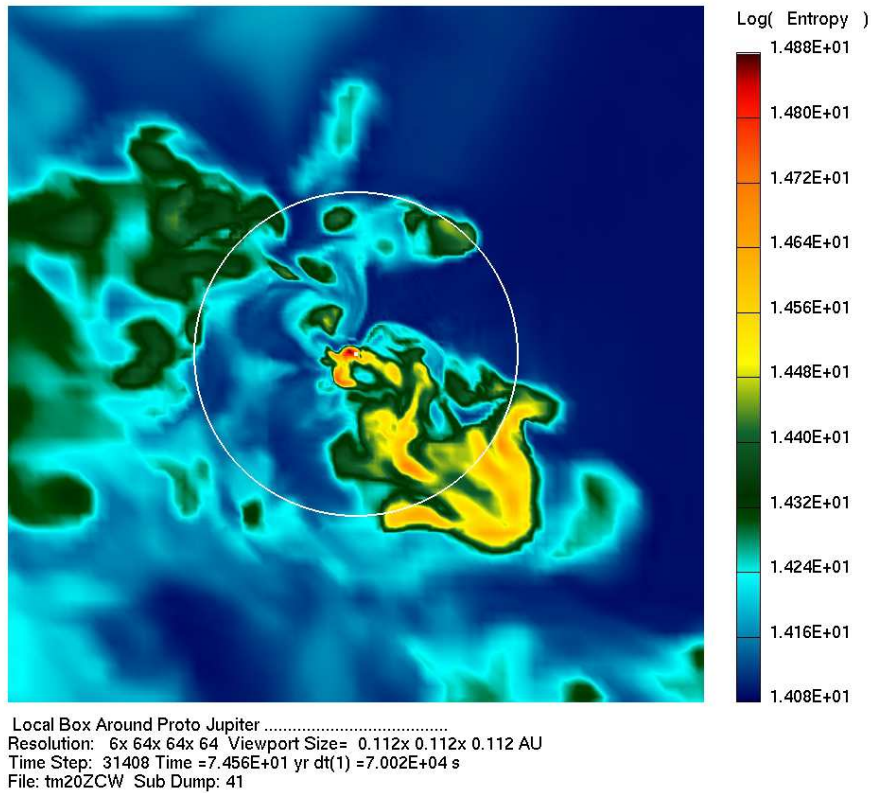 Log( Entropy )
1.488E+01
1.480E+01
1.472E+01
1.464E+01
1.456E+01
1.448E+01
1.440E+01
1.432E+01
1.424E+01
1.416E+01
1.408E+01
Local Box Around Proto Jupiter .............................................
Resolution: 6x 64x 64x 64 Viewport Size= 0.112x 0.112x 0.112 AU
Time Step: 31408 Time =7.456E+01 yr dt(1) =7.002E+04 s
File: tm20ZCW Sub Dump: 41